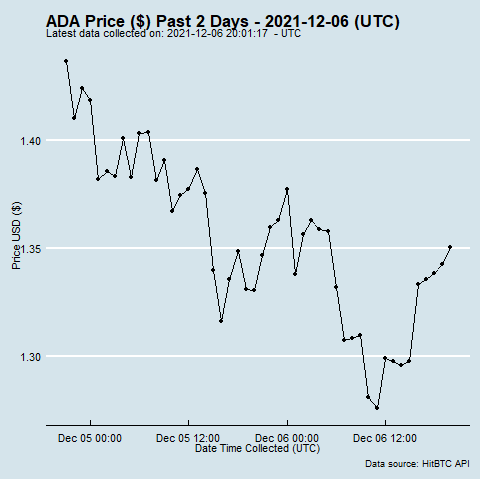 ADA Price ($) Past 2 Days - 2021-12-06 (UTC)
Latest data collected on: 2021-12-06 20:01:17 - UTC
1.40
1.35
1.30
Price USD ($)
Dec 05 00:00 Dec 05 12:00 Dec 06 00:00 Dec 06 12:00
Date Time Collected (UTC)
Data source: HitBTC API